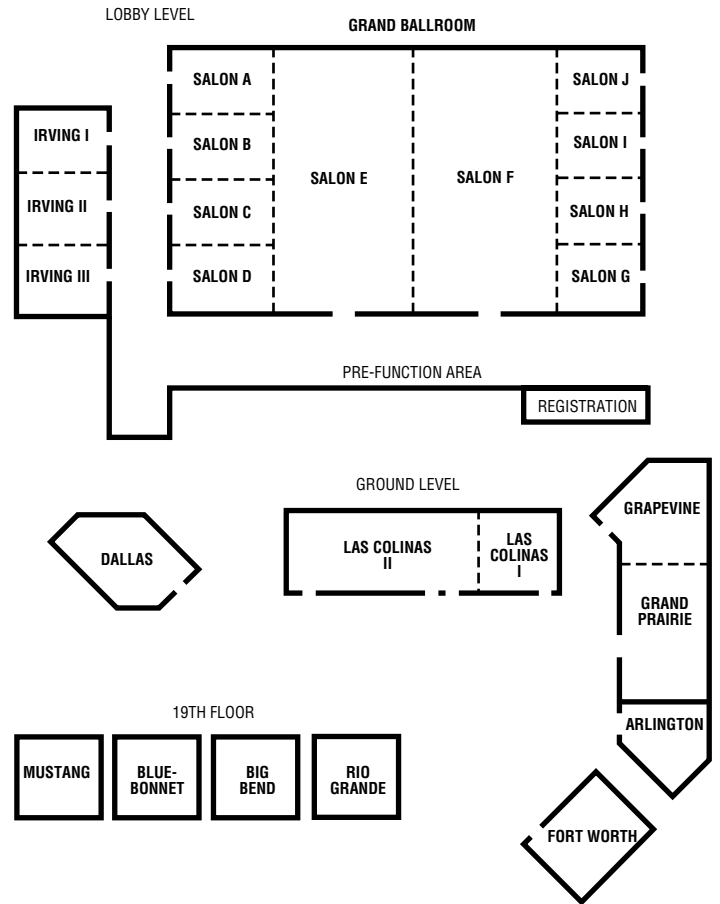 LOBBY LEVEL
GRAND BALLROOM
SALON A
SALON J
IRVING I
SALON B
SALON I
SALON E
SALON F
IRVING II
SALON C
SALON H
IRVING III
SALON D
SALON G
PRE-FUNCTION AREA
REGISTRATION
GROUND LEVEL
GRAPEVINE
DALLAS
LAS COLINAS
II
LAS
COLINAS
I
GRAND
PRAIRIE
19TH FLOOR
ARLINGTON
MUSTANG
BLUE-
BONNET
BIG
BEND
RIO
GRANDE
FORT WORTH